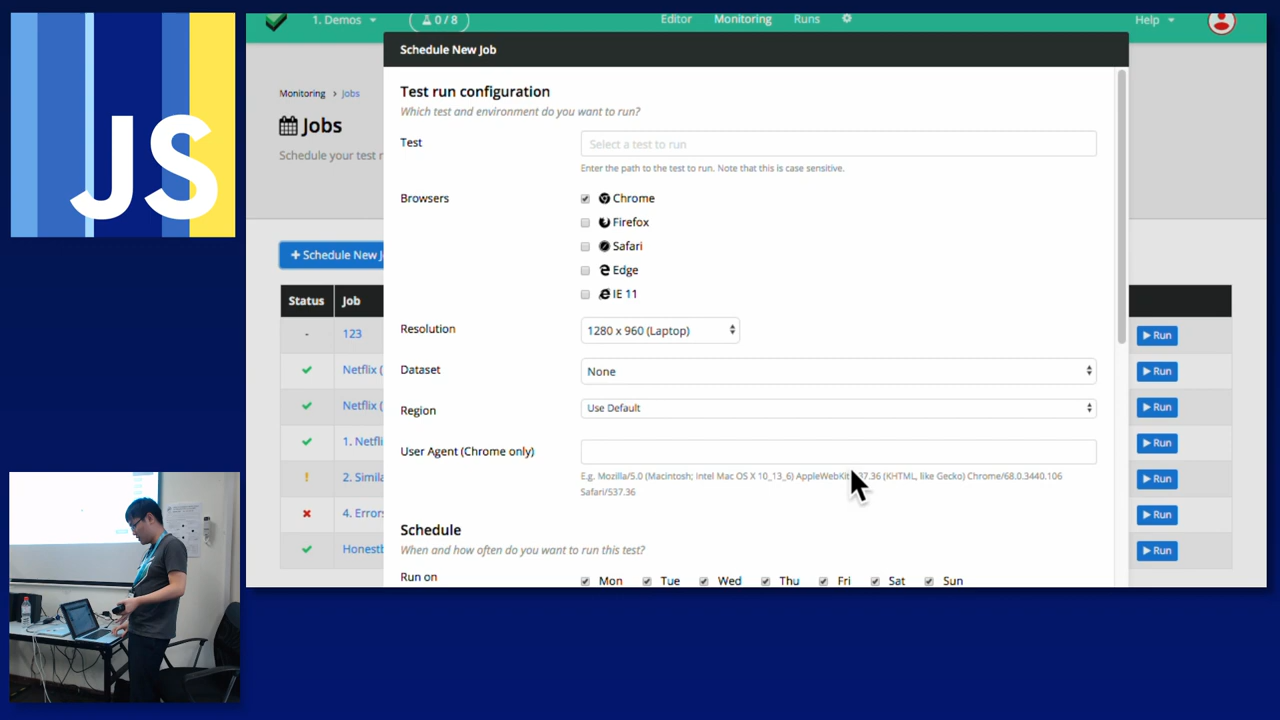 JS
1. Demos
0 / 8
Editor
Monitoring
Runs
Help
Schedule New Job
Monitoring > Jobs
Jobs
Schedule your test r
+ Schedule New J
Status
Job
-
123
Run
Netflix (
Run
Netflix (
Run
1. Netfli
Run
2. Simila
Run
4. Errors
Run
Honest
Run
Test run configuration
Which test and environment do you want to run?
Test
Select a test to run
Enter the path to the test to run. Note that this is case sensitive.
Browsers
Chrome
Firefox
Safari
Edge
IE 11
Resolution
1280 x 960 (Laptop)
Dataset
None
Region
Use Default
User Agent (Chrome only)
E.g. Mozilla/5.0 (Macintosh; Intel Mac OS X 10_13_6) AppleWebKit 37.36 (KHTML, like Gecko) Chrome/68.0.3440.106
Safari/537.36
Schedule
When and how often do you want to run this test?
Run on
Mon Tue Wed Thu Fri Sat Sun